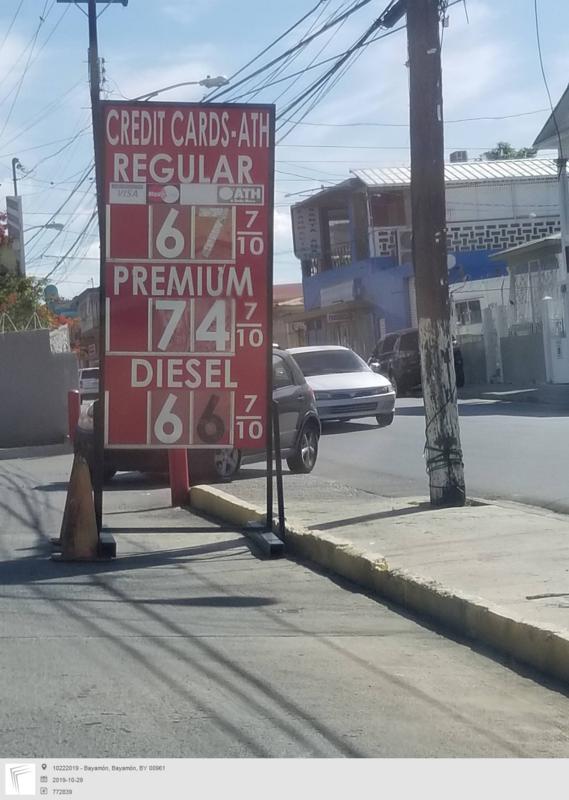 CREDIT CARDS-ATH
REGULAR
VISA ATH
67 7/10
PREMIUM
74 7/10
DIESEL
66 7/10
10222019 - Bayamón, Bayamón, BY 00961
2019-10-29
772839